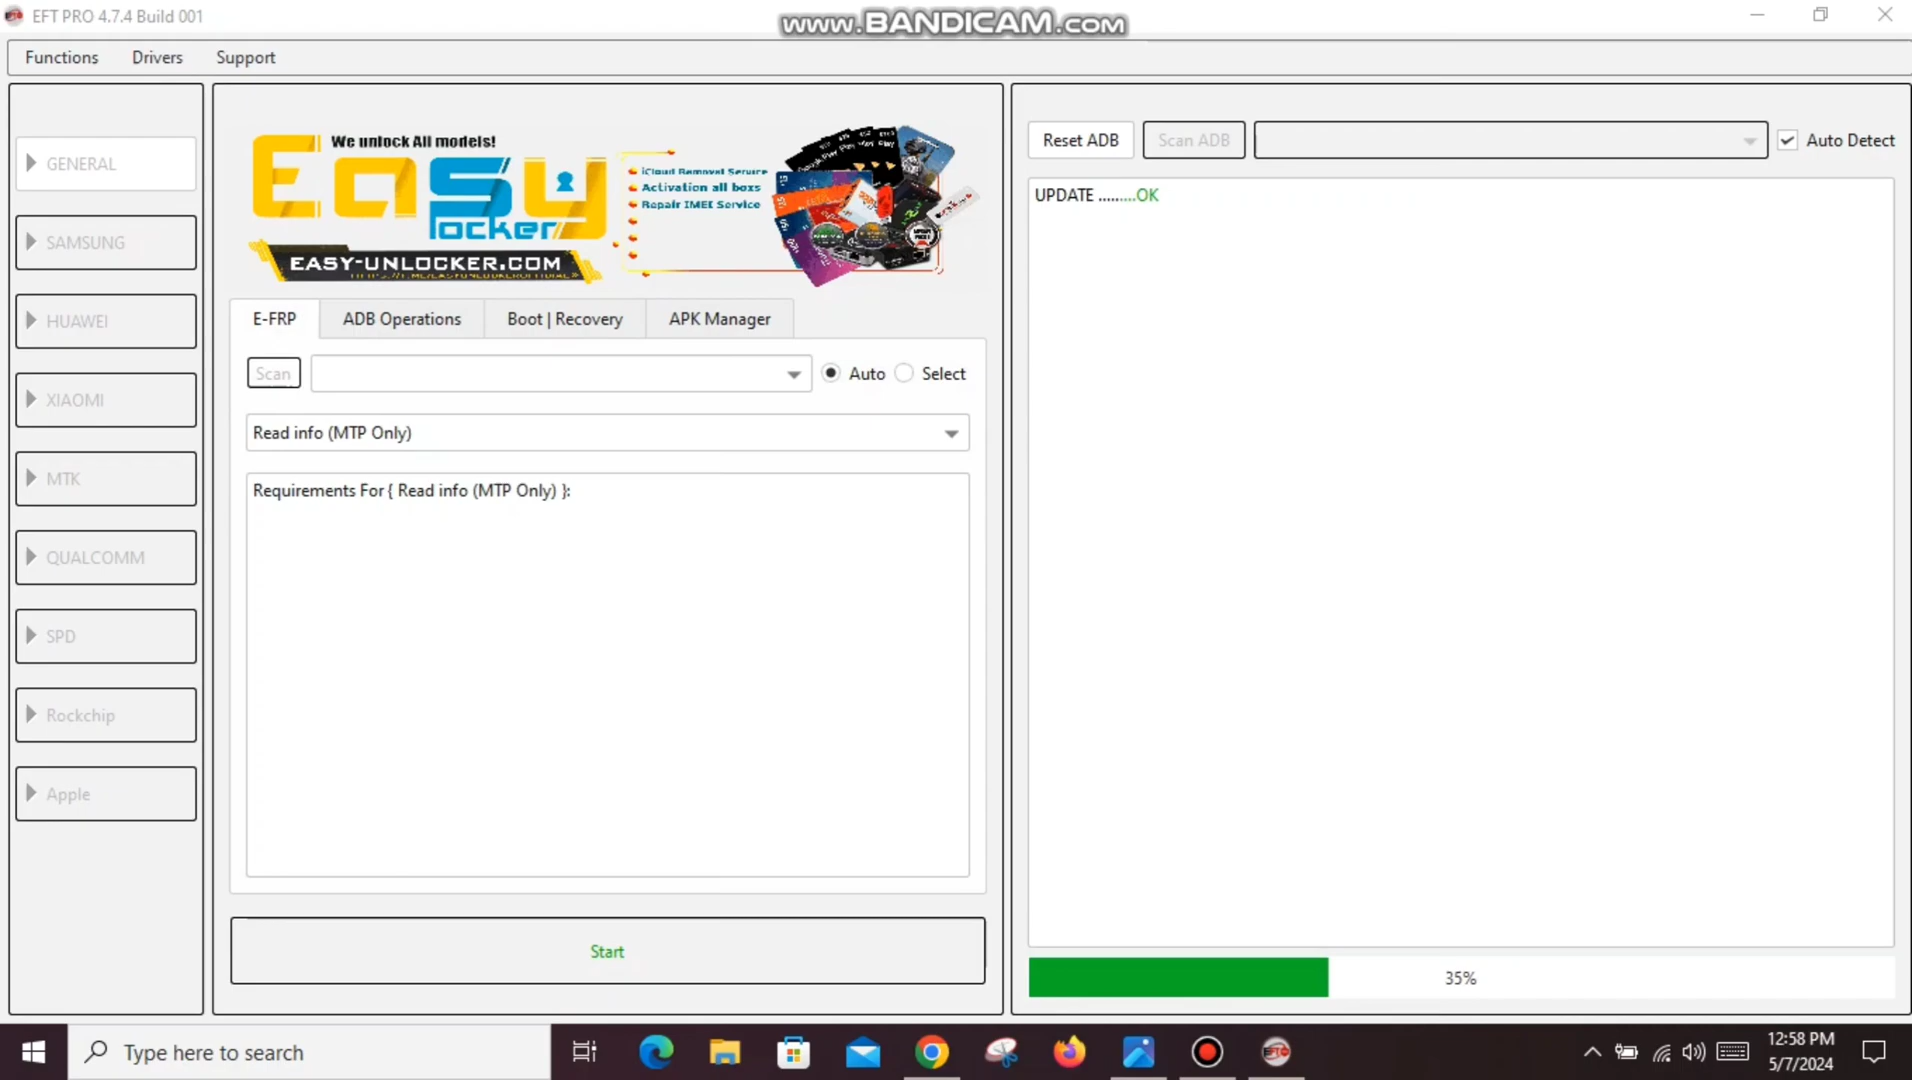 EFT PRO 4.7.4 Build 001
www.BANDICAM.com
Functions
Drivers
Support
GENERAL
SAMSUNG
HUAWEI
XIAOMI
MTK
QUALCOMM
SPD
Rockchip
Apple
We unlock All models!
Easy
locker
EASY-UNLOCKER.COM
iCloud Removal Service
Activation all boxs
Repair IMEI Service
E-FRP
ADB Operations
Boot | Recovery
APK Manager
Scan
Auto
Select
Read info (MTP Only)
Requirements For { Read info (MTP Only) }:
Start
Reset ADB
Scan ADB
Auto Detect
UPDATE .........OK
35%
Type here to search
12:58 PM
5/7/2024